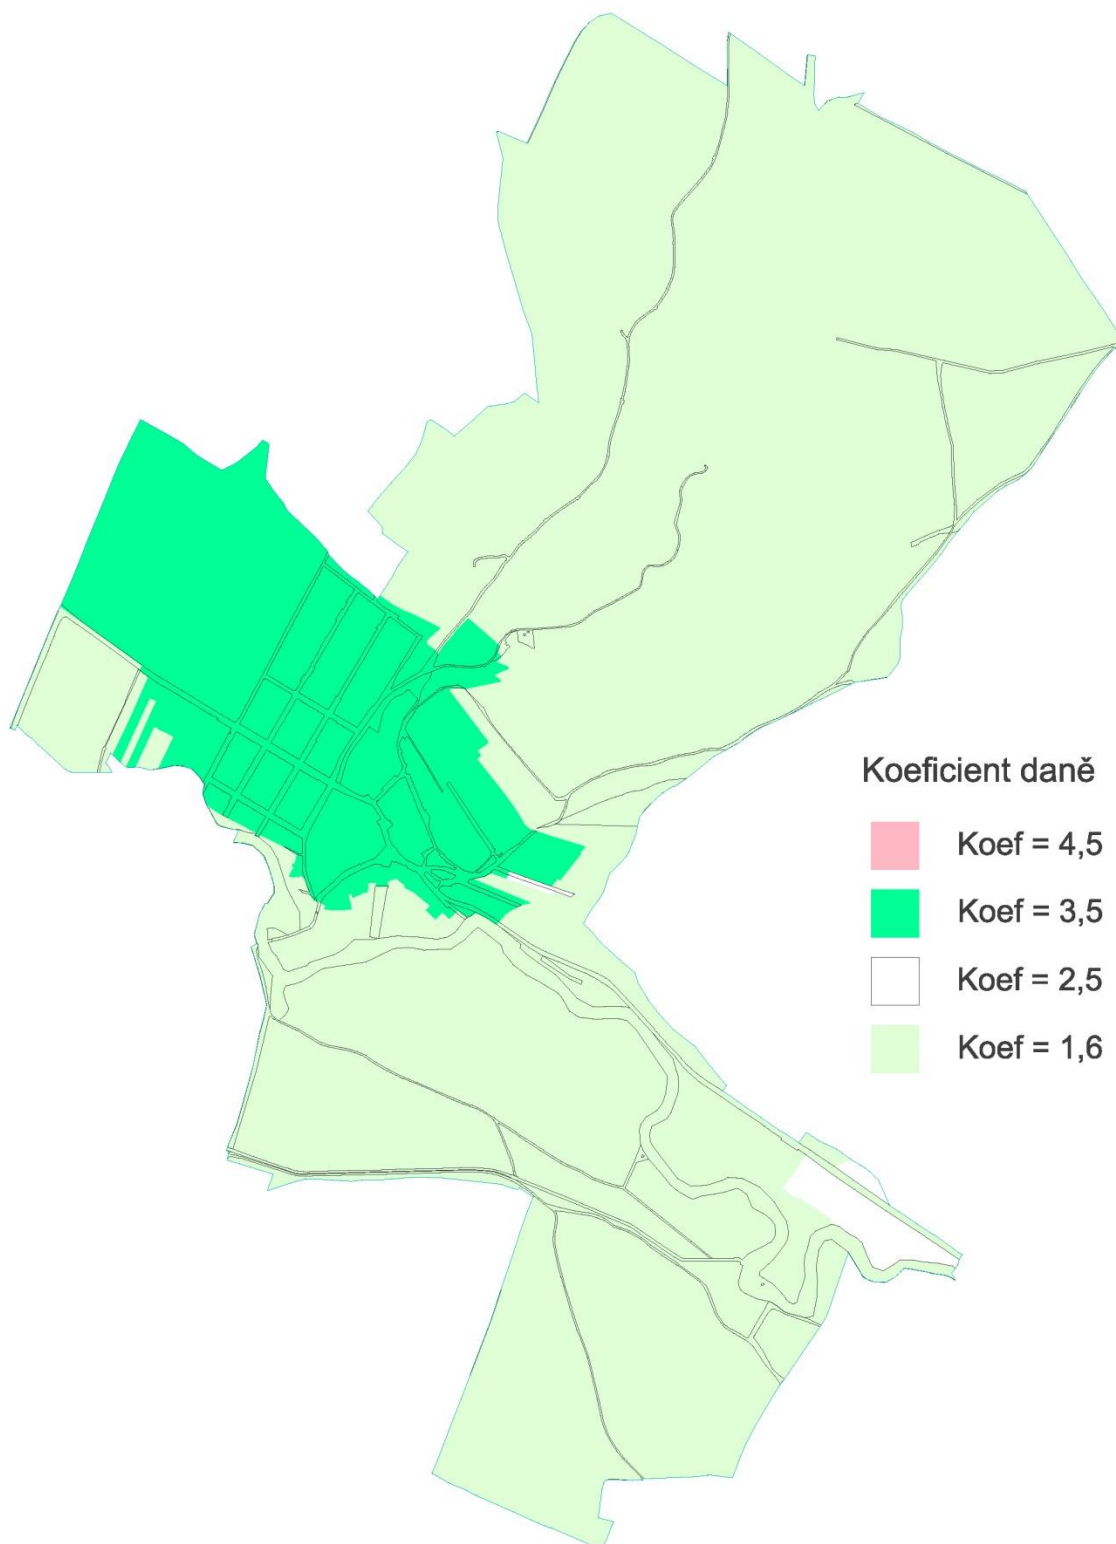 Koeficient daně
Koef = 4,5
Koef = 3,5
Koef = 2,5
Koef = 1,6